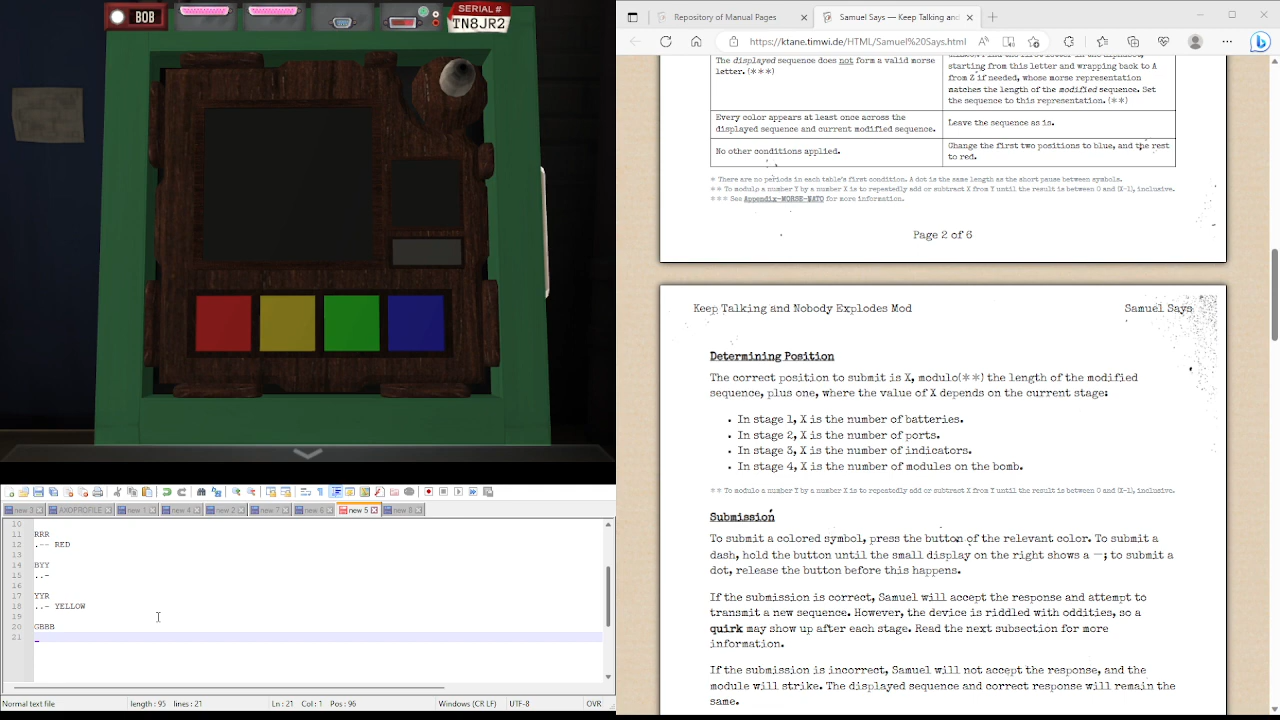 BOB
SERIAL #
TN8JR2
Repository of Manual Pages
Samuel Says — Keep Talking and
https://ktane.timwi.de/HTML/Samuel%20Says.html
The displayed sequence does not form a valid morse
letter. (***)
starting from this letter and wrapping back to A
from Z if needed, whose morse representation
matches the length of the modified sequence. Set
the sequence to this representation. (**)
Every color appears at least once across the
displayed sequence and current modified sequence.
Leave the sequence as is.
No other conditions applied.
Change the first two positions to blue, and the rest
to red.
* There are no periods in each table's first condition. A dot is the same length as the short pause between symbols.
** To modulo a number Y by a number X is to repeatedly add or subtract X from Y until the result is between 0 and (X-1), inclusive.
*** See Appendix-MORSE-MATO for more information.
Page 2 of 6
Keep Talking and Nobody Explodes Mod
Samuel Says
Determining Position
The correct position to submit is X, modulo(**) the length of the modified
sequence, plus one, where the value of X depends on the current stage:
• In stage 1, X is the number of batteries.
• In stage 2, X is the number of ports.
• In stage 3, X is the number of indicators.
• In stage 4, X is the number of modules on the bomb.
** To modulo a number Y by a number X is to repeatedly add or subtract X from Y until the result is between 0 and (X-1), inclusive.
Submission
To submit a colored symbol, press the button of the relevant color. To submit a
dash, hold the button until the small display on the right shows a —; to submit a
dot, release the button before this happens.
If the submission is correct, Samuel will accept the response and attempt to
transmit a new sequence. However, the device is riddled with oddities, so a
quirk may show up after each stage. Read the next subsection for more
information.
If the submission is incorrect, Samuel will not accept the response, and the
module will strike. The displayed sequence and correct response will remain the
same.
new 3
AXOPROFILE
new 1
new 4
new 2
new 7
new 6
new 5
new 8
10
11 RRR
12 .-- RED
13
14 BYY
15 ..-
16
17 YYR
18 ..- YELLOW
19
20 GBBB
21
Normal text file
length: 95 lines: 21
Ln: 21 Col: 1 Pos: 96
Windows (CR LF)
UTF-8
OVR